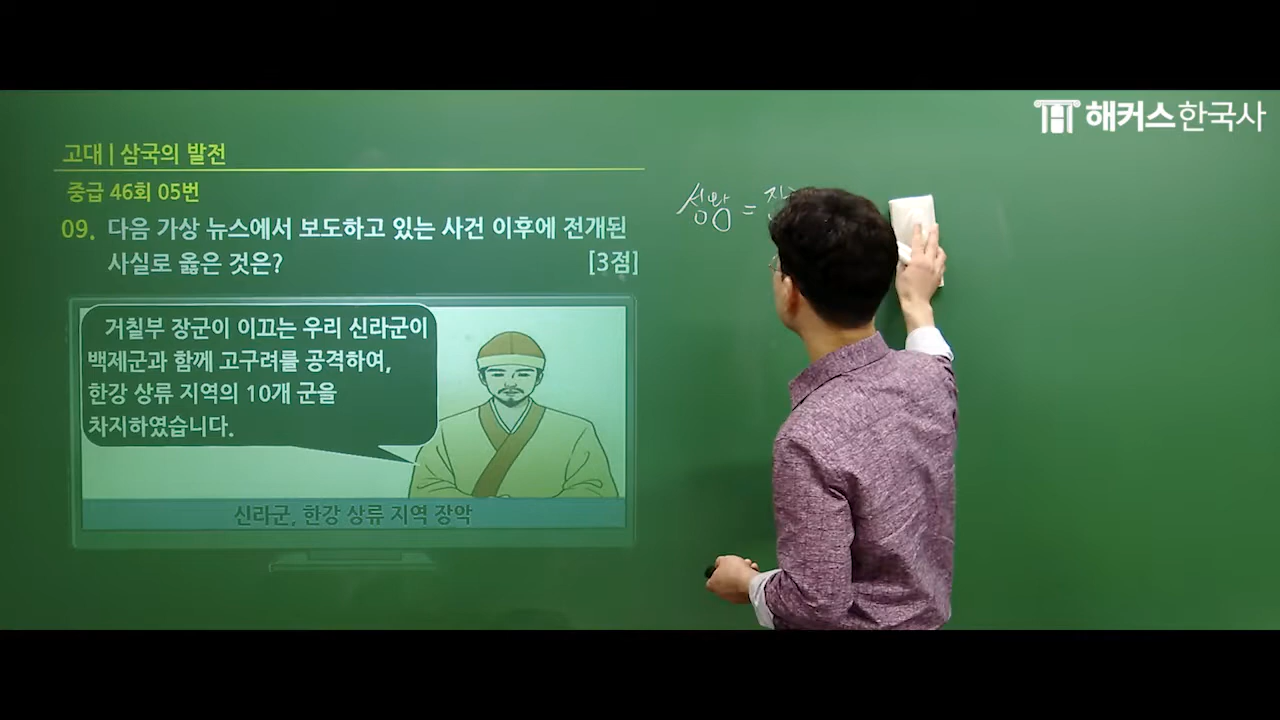 해커스한국사
고대 | 삼국의 발전
중급 46회 05번
09. 다음 가상 뉴스에서 보도하고 있는 사건 이후에 전개된
사실로 옳은 것은? [3점]
거칠부 장군이 이끄는 우리 신라군이
백제군과 함께 고구려를 공격하여,
한강 상류 지역의 10개 군을
차지하였습니다.
신라군, 한강 상류 지역 장악
성왕 =